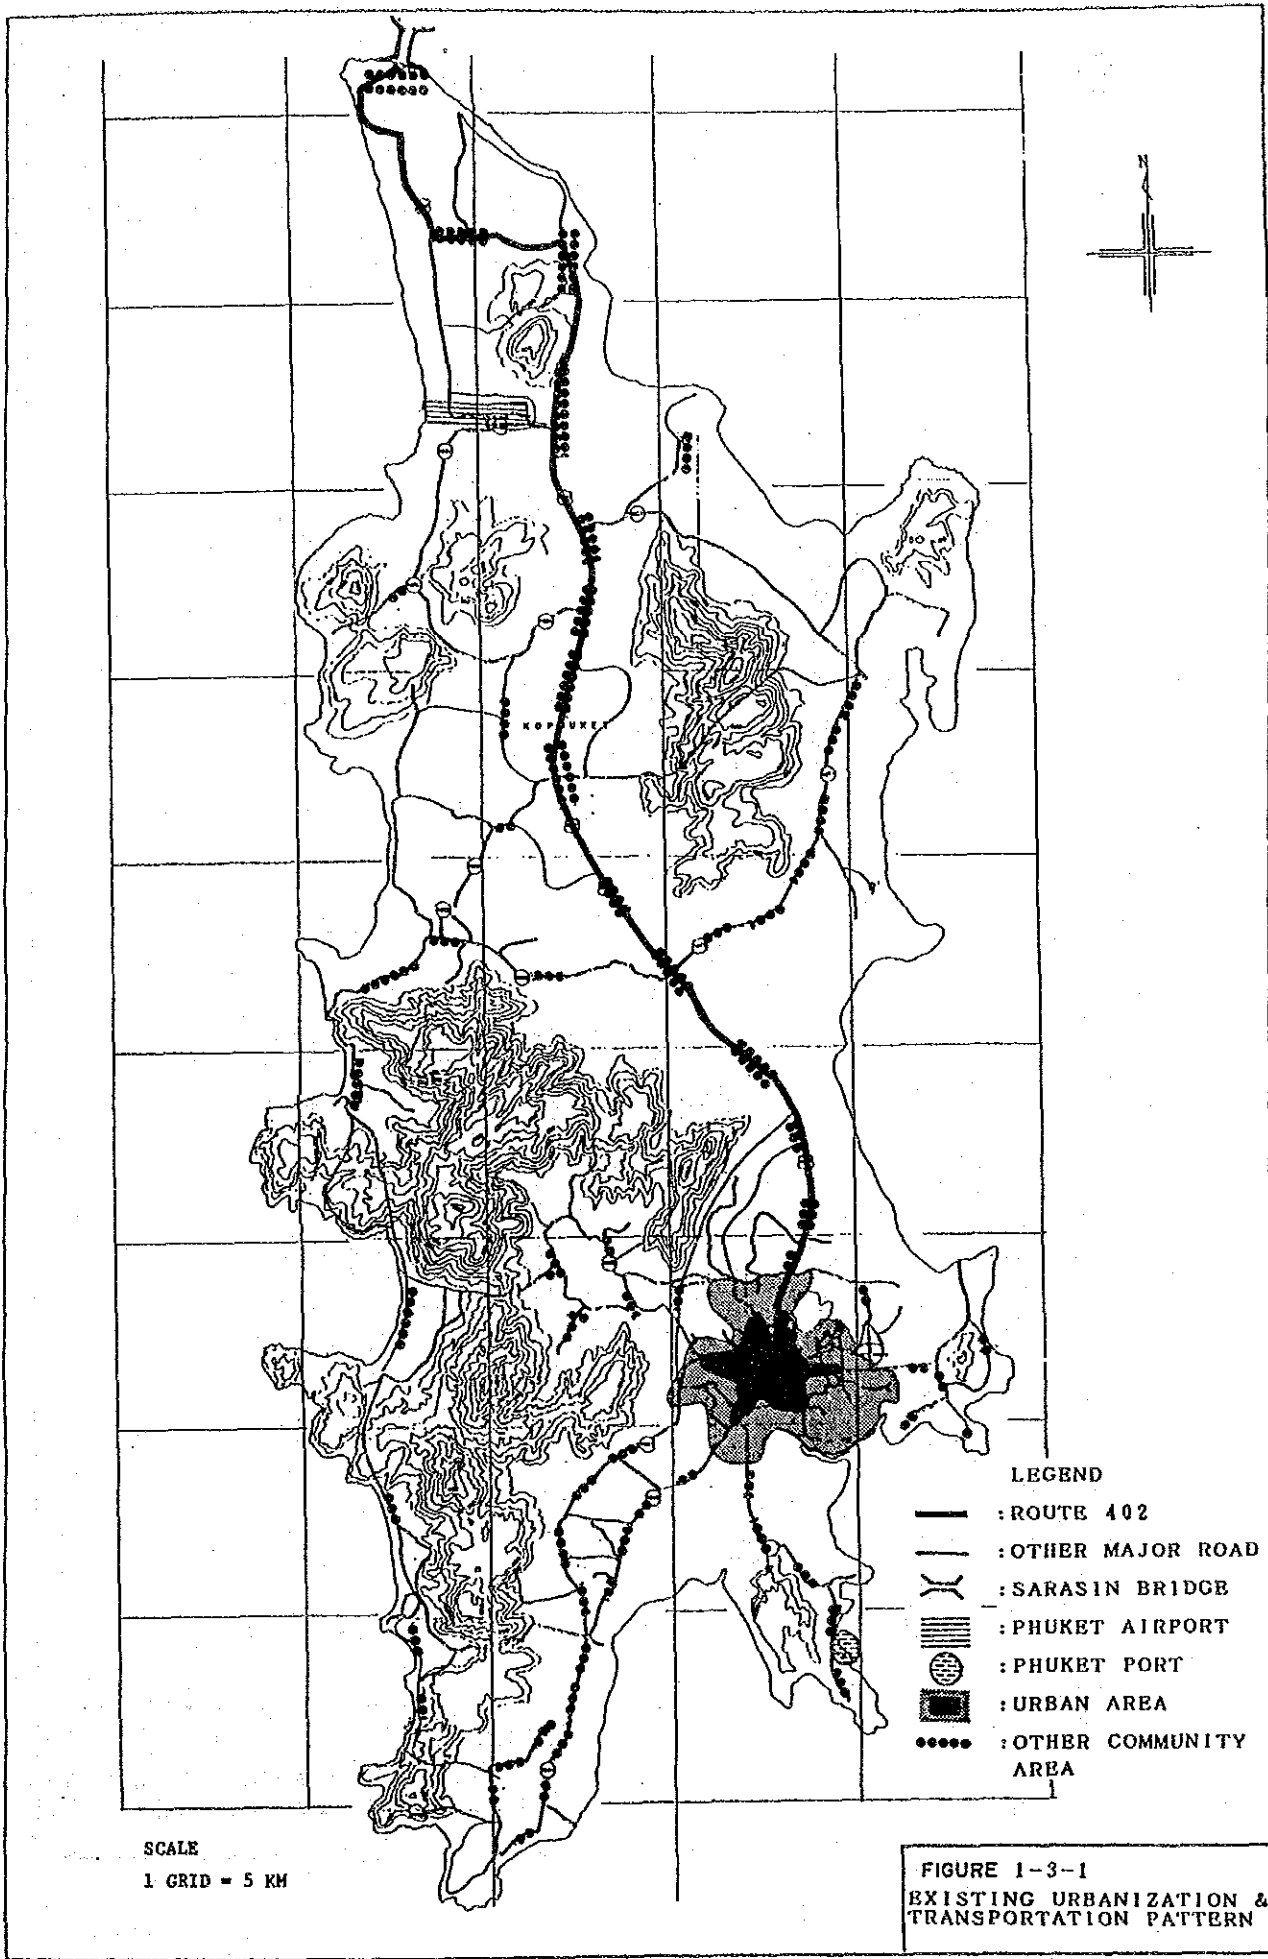 N
KOPHUKET
LEGEND
: ROUTE 402
: OTHER MAJOR ROAD
: SARASIN BRIDGE
: PHUKET AIRPORT
: PHUKET PORT
: URBAN AREA
: OTHER COMMUNITY
AREA
SCALE
1 GRID = 5 KM
FIGURE 1-3-1
EXISTING URBANIZATION &
TRANSPORTATION PATTERN